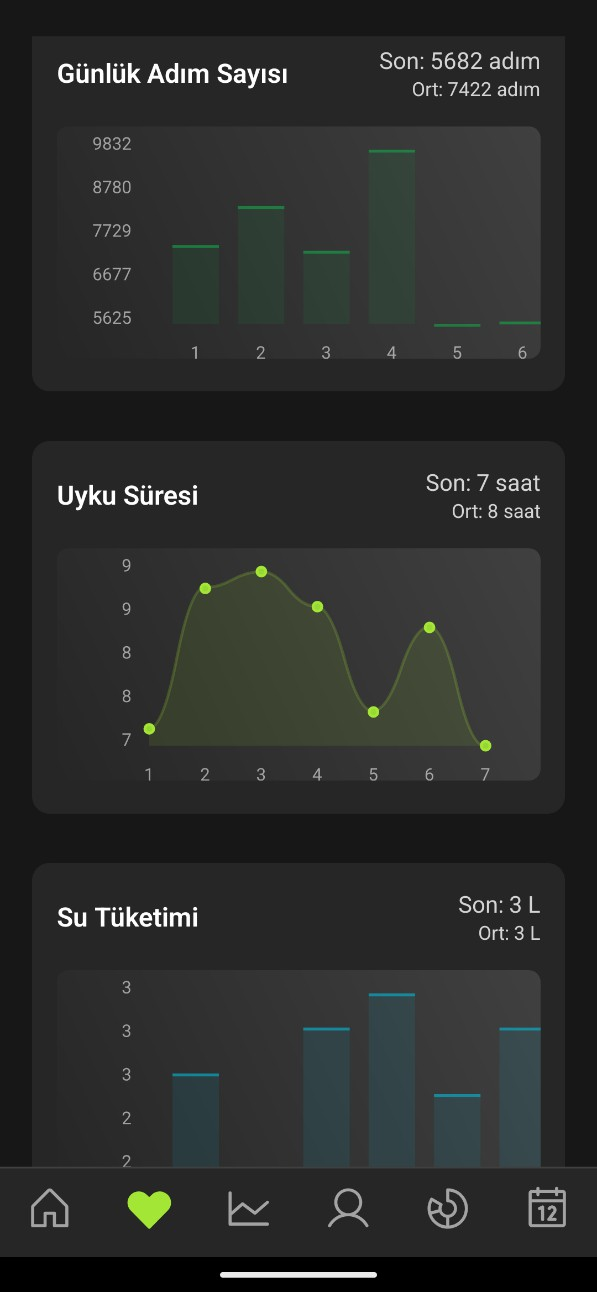 Günlük Adım Sayısı
Son: 5682 adım
Ort: 7422 adım
9832
8780
7729
6677
5625
1 2 3 4 5 6
Uyku Süresi
Son: 7 saat
Ort: 8 saat
9
9
8
8
7
1 2 3 4 5 6 7
Su Tüketimi
Son: 3 L
Ort: 3 L
3
3
3
2
2
12